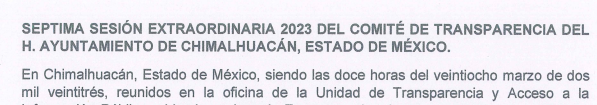 SEPTIMA SESIÓN EXTRAORDINARIA 2023 DEL COMITÉ DE TRANSPARENCIA DEL
H. AYUNTAMIENTO DE CHIMALHUACÁN, ESTADO DE MÉXICO.
En Chimalhuacán, Estado de México, siendo las doce horas del veintiocho marzo de dos
mil veintitrés, reunidos en la oficina de la Unidad de Transparencia y Acceso a la